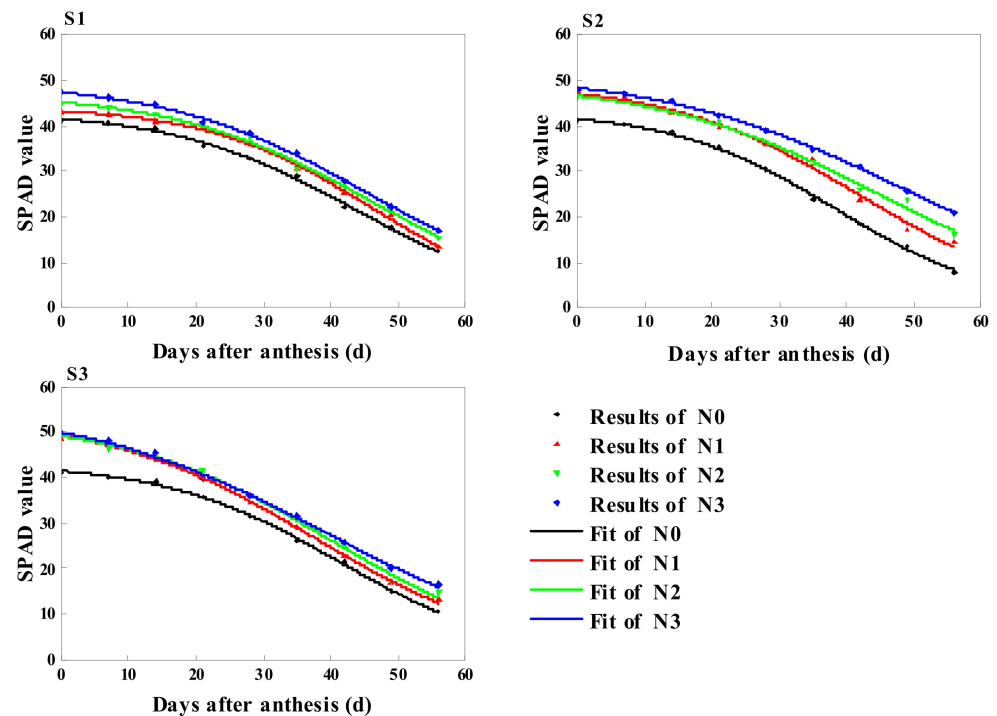 S1
60
50
40
30
20
10
0
SPAD value
0 10 20 30 40 50 60
Days after anthesis (d)
S2
60
50
40
30
20
10
0
SPAD value
0 10 20 30 40 50 60
Days after anthesis (d)
S3
60
50
40
30
20
10
0
SPAD value
0 10 20 30 40 50 60
Days after anthesis (d)
Results of N0
Results of N1
Results of N2
Results of N3
Fit of N0
Fit of N1
Fit of N2
Fit of N3